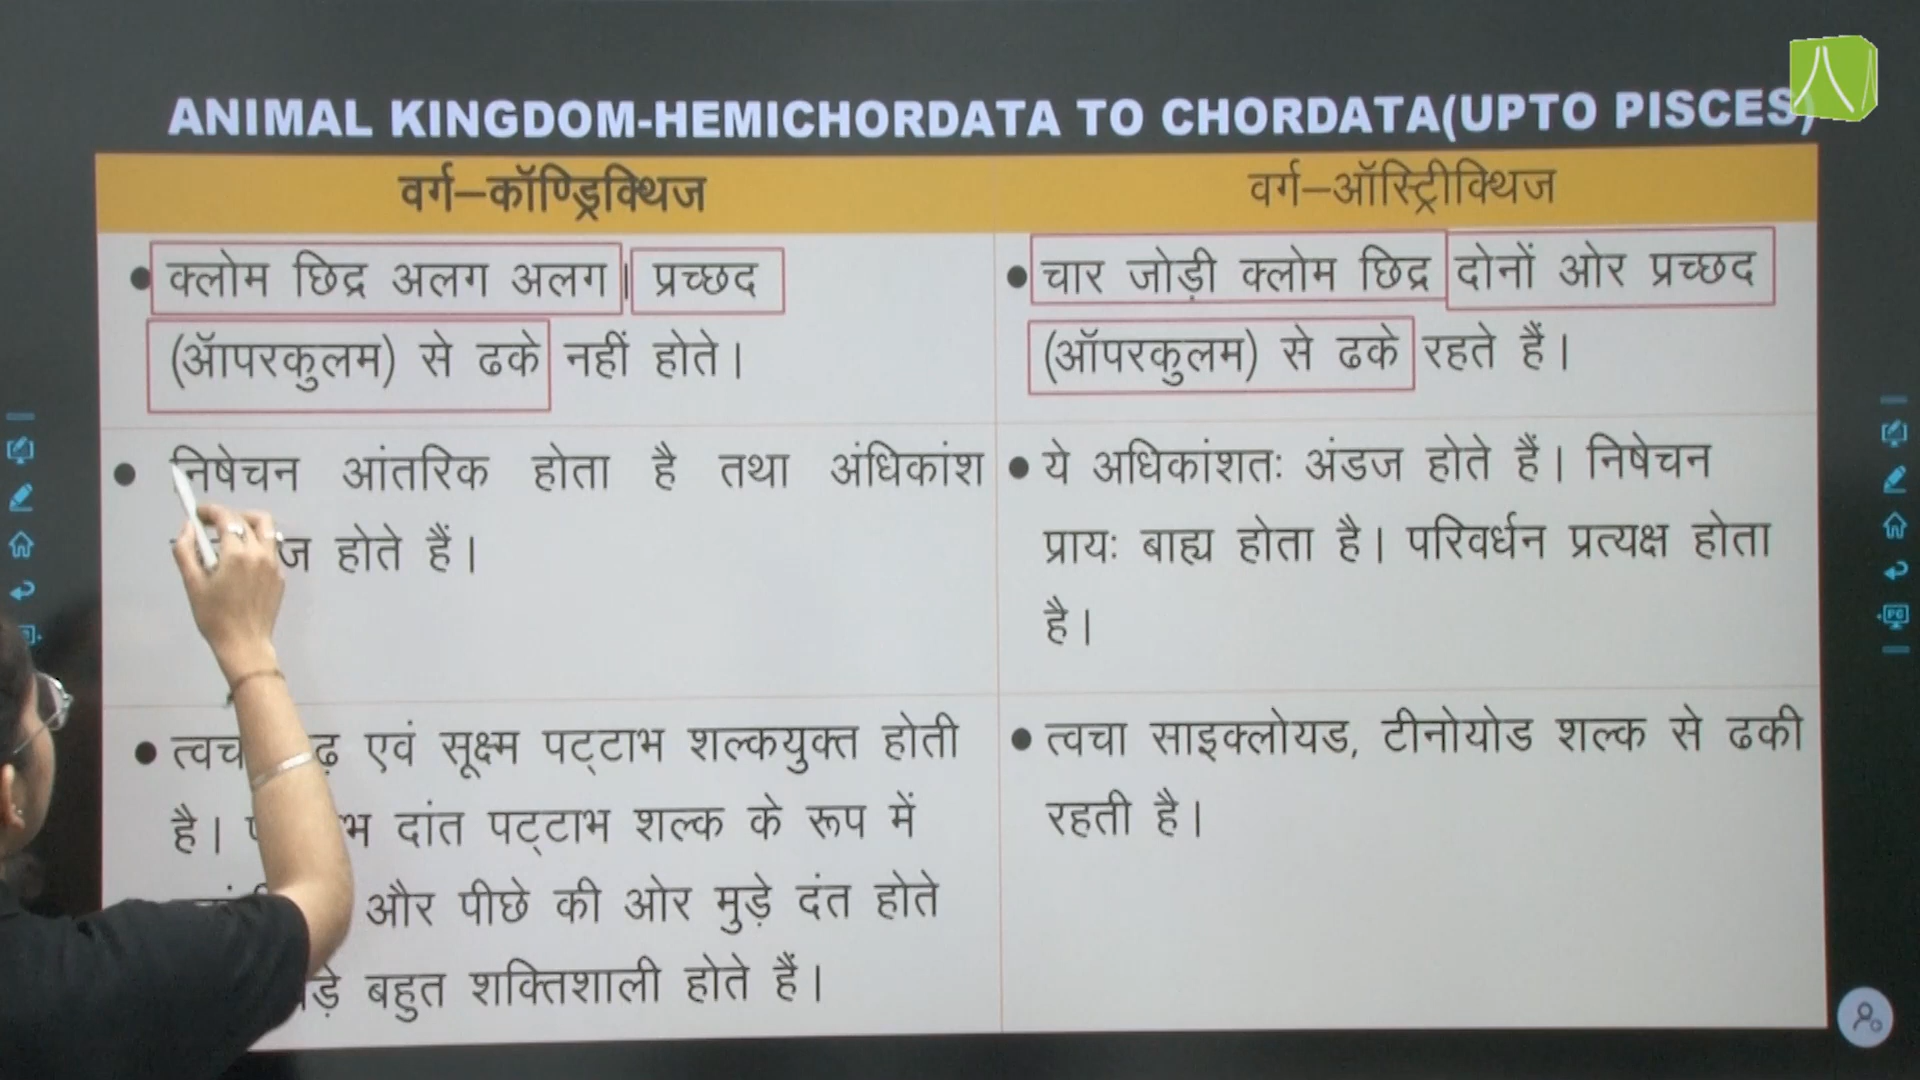 ANIMAL KINGDOM-HEMICHORDATA TO CHORDATA(UPTO PISCES)
वर्ग–कॉण्ड्रिक्थिज
क्लोम छिद्र अलग अलग। प्रच्छद
(ऑपरकुलम) से ढके नहीं होते।
निषेचन आंतरिक होता है तथा अंधिकांश
होते हैं।
एवं सूक्ष्म पट्टाभ शल्कयुक्त होती
है। दांत पट्टाभ शल्क के रूप में
और पीछे की ओर मुड़े दंत होते
बहुत शक्तिशाली होते हैं।
वर्ग–ऑस्ट्रीक्थिज
चार जोड़ी क्लोम छिद्र दोनों ओर प्रच्छद
(ऑपरकुलम) से ढके रहते हैं।
ये अधिकांशतः अंडज होते हैं। निषेचन
प्रायः बाह्य होता है। परिवर्धन प्रत्यक्ष होता
है।
त्वचा साइक्लोयड, टीनोयोड शल्क से ढकी
रहती है।